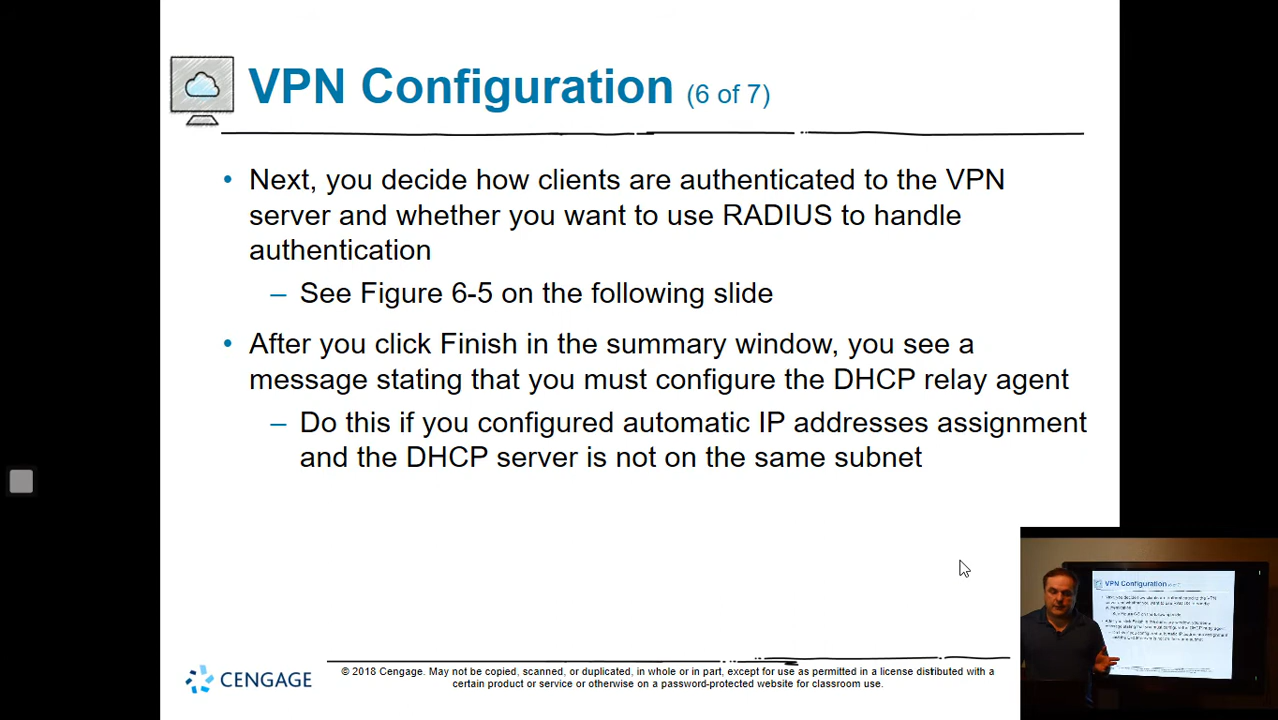 VPN Configuration (6 of 7)
• Next, you decide how clients are authenticated to the VPN
server and whether you want to use RADIUS to handle
authentication
– See Figure 6-5 on the following slide
• After you click Finish in the summary window, you see a
message stating that you must configure the DHCP relay agent
– Do this if you configured automatic IP addresses assignment
and the DHCP server is not on the same subnet
CENGAGE
© 2018 Cengage. May not be copied, scanned, or duplicated, in whole or in part, except for use as permitted in a license distributed with a
certain product or service or otherwise on a password-protected website for classroom use.
VPN Configuration